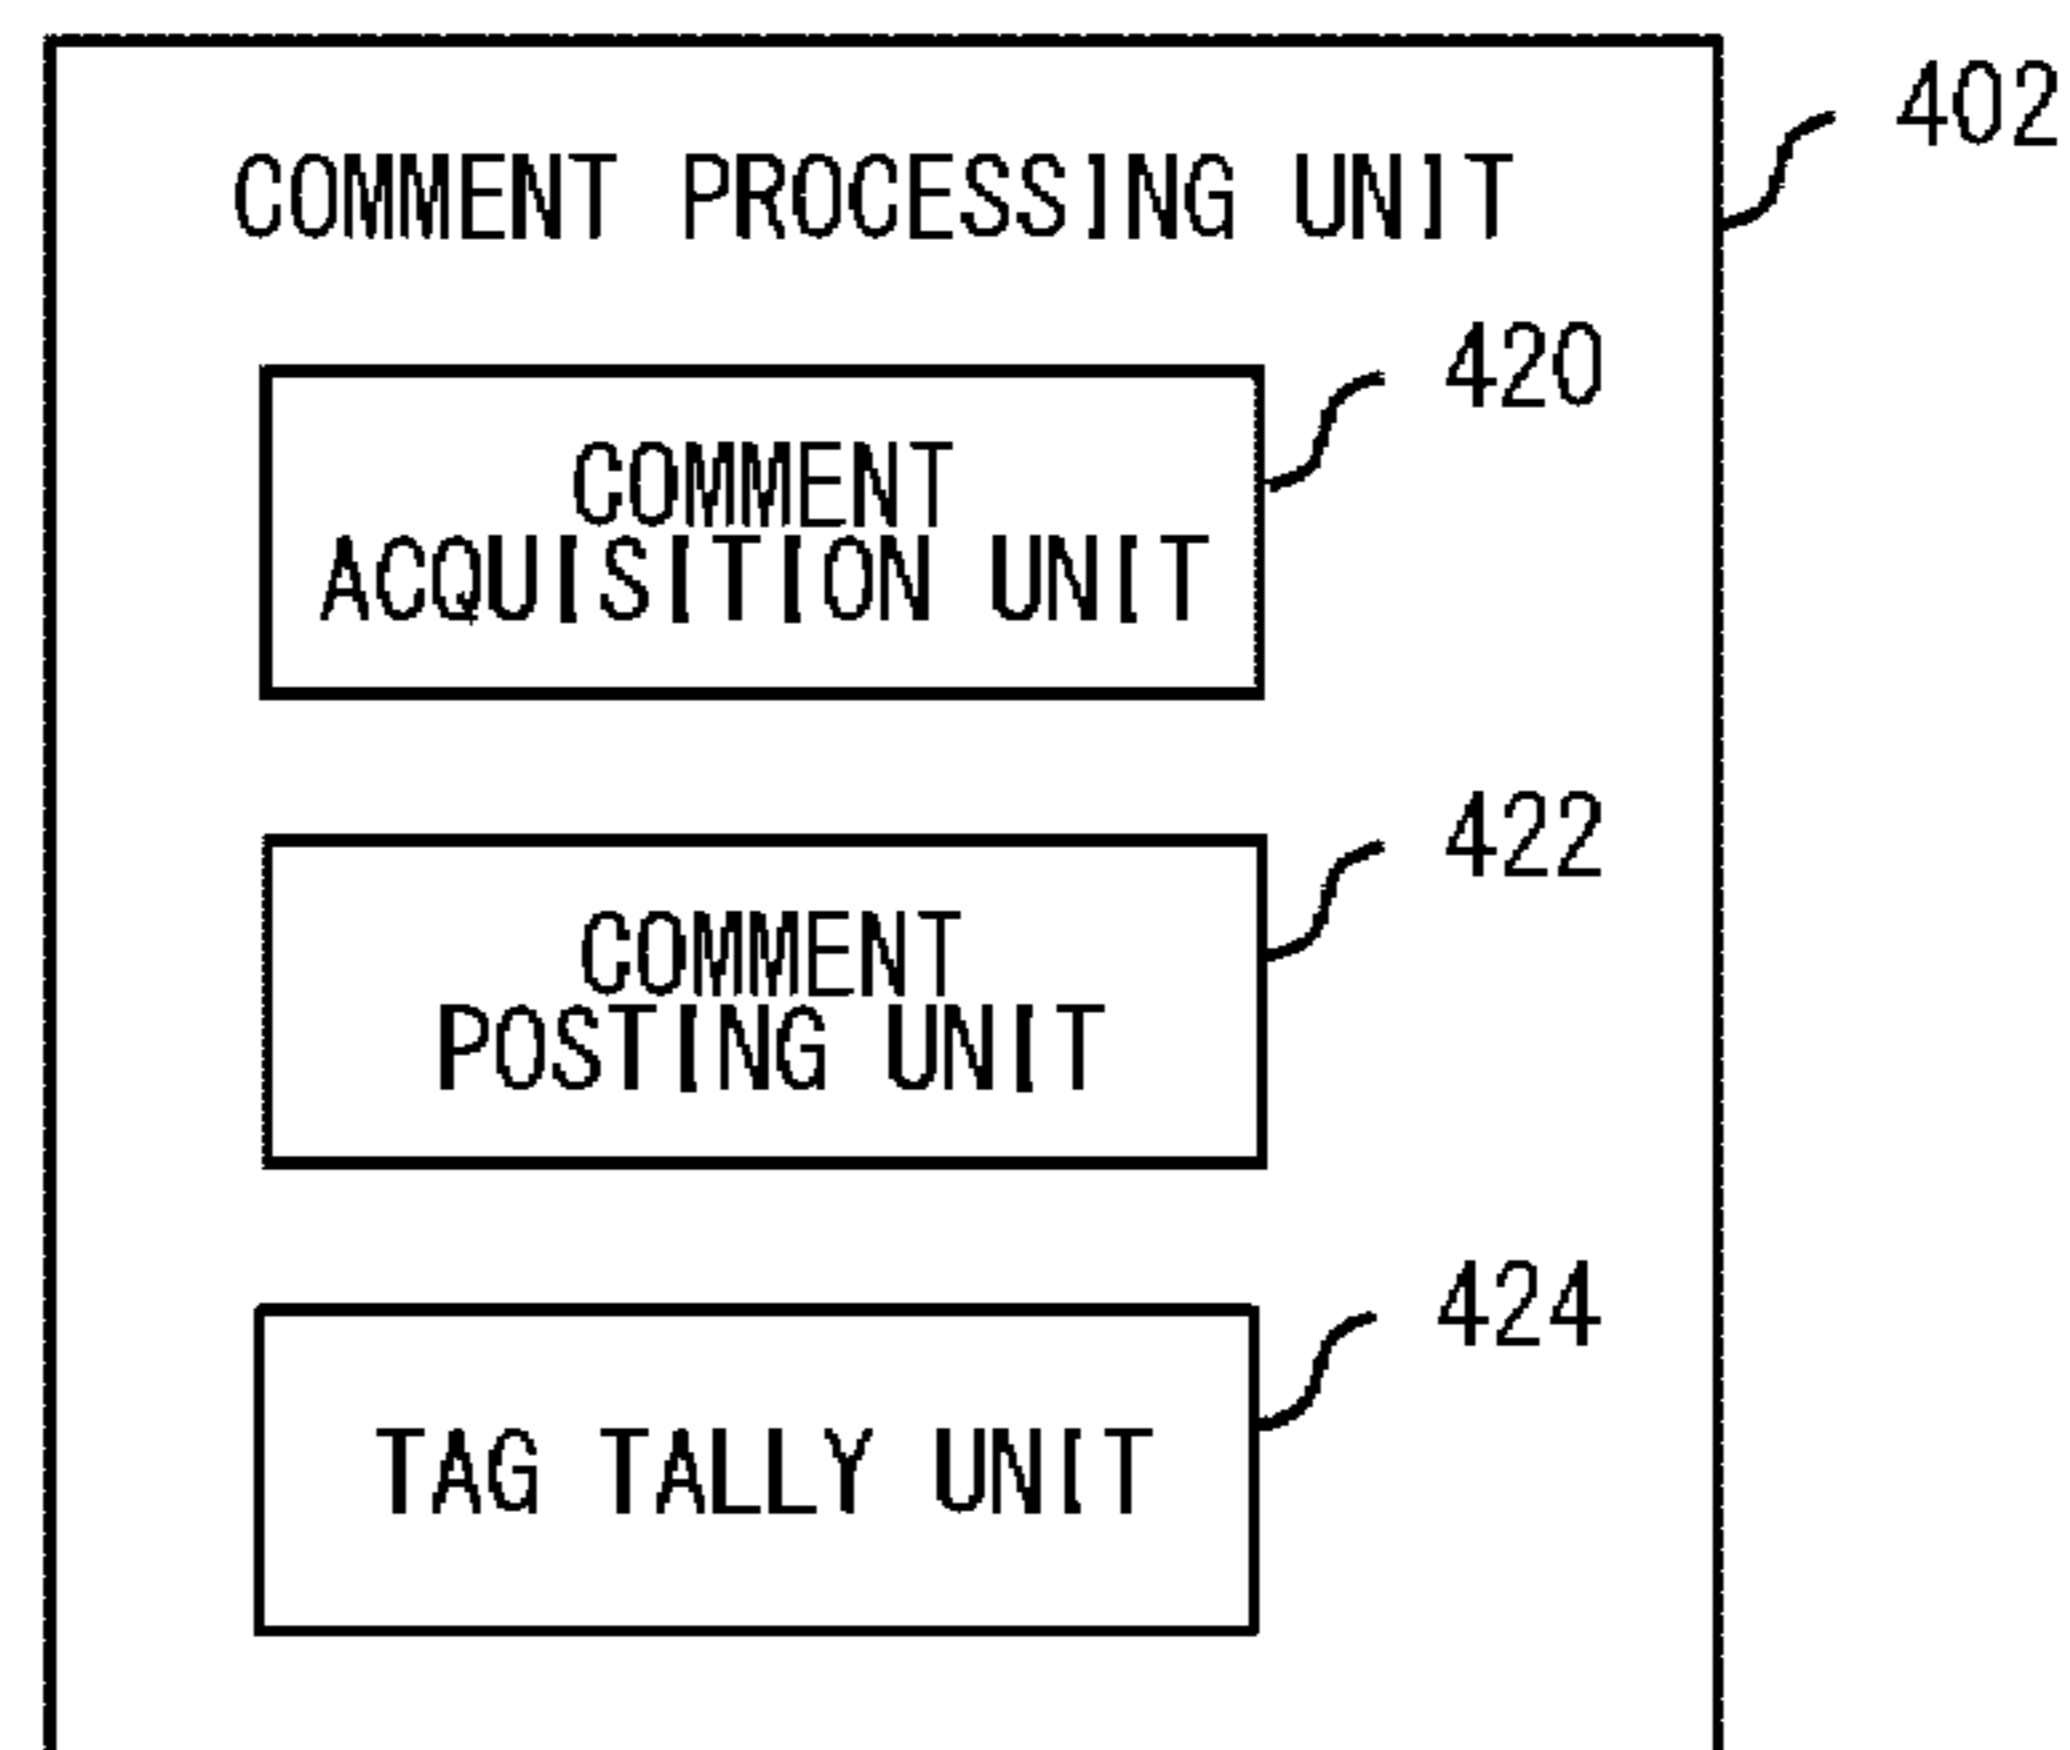 402
COMMENT PROCESSING UNIT
420
COMMENT
ACQUISITION UNIT
422
COMMENT
POSTING UNIT
424
TAG TALLY UNIT